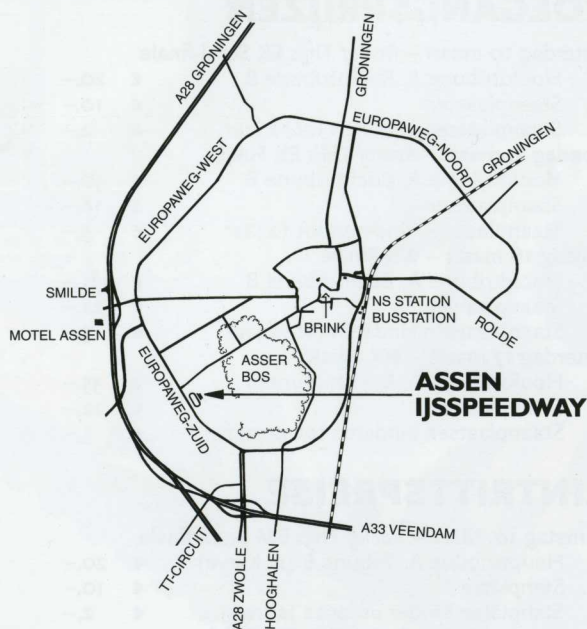 A28 GRONINGEN
GRONINGEN
EUROPAWEG-NOORD
GRONINGEN
EUROPAWEG-WEST
SMILDE
MOTEL ASSEN
NS STATION
BUSSTATION
BRINK
ROLDE
ASSER
BOS
EUROPAWEG-ZUID
ASSEN
IJSSPEEDWAY
A33 VEENDAM
TT-CIRCUIT
A28 ZWOLLE
HOOGHALEN